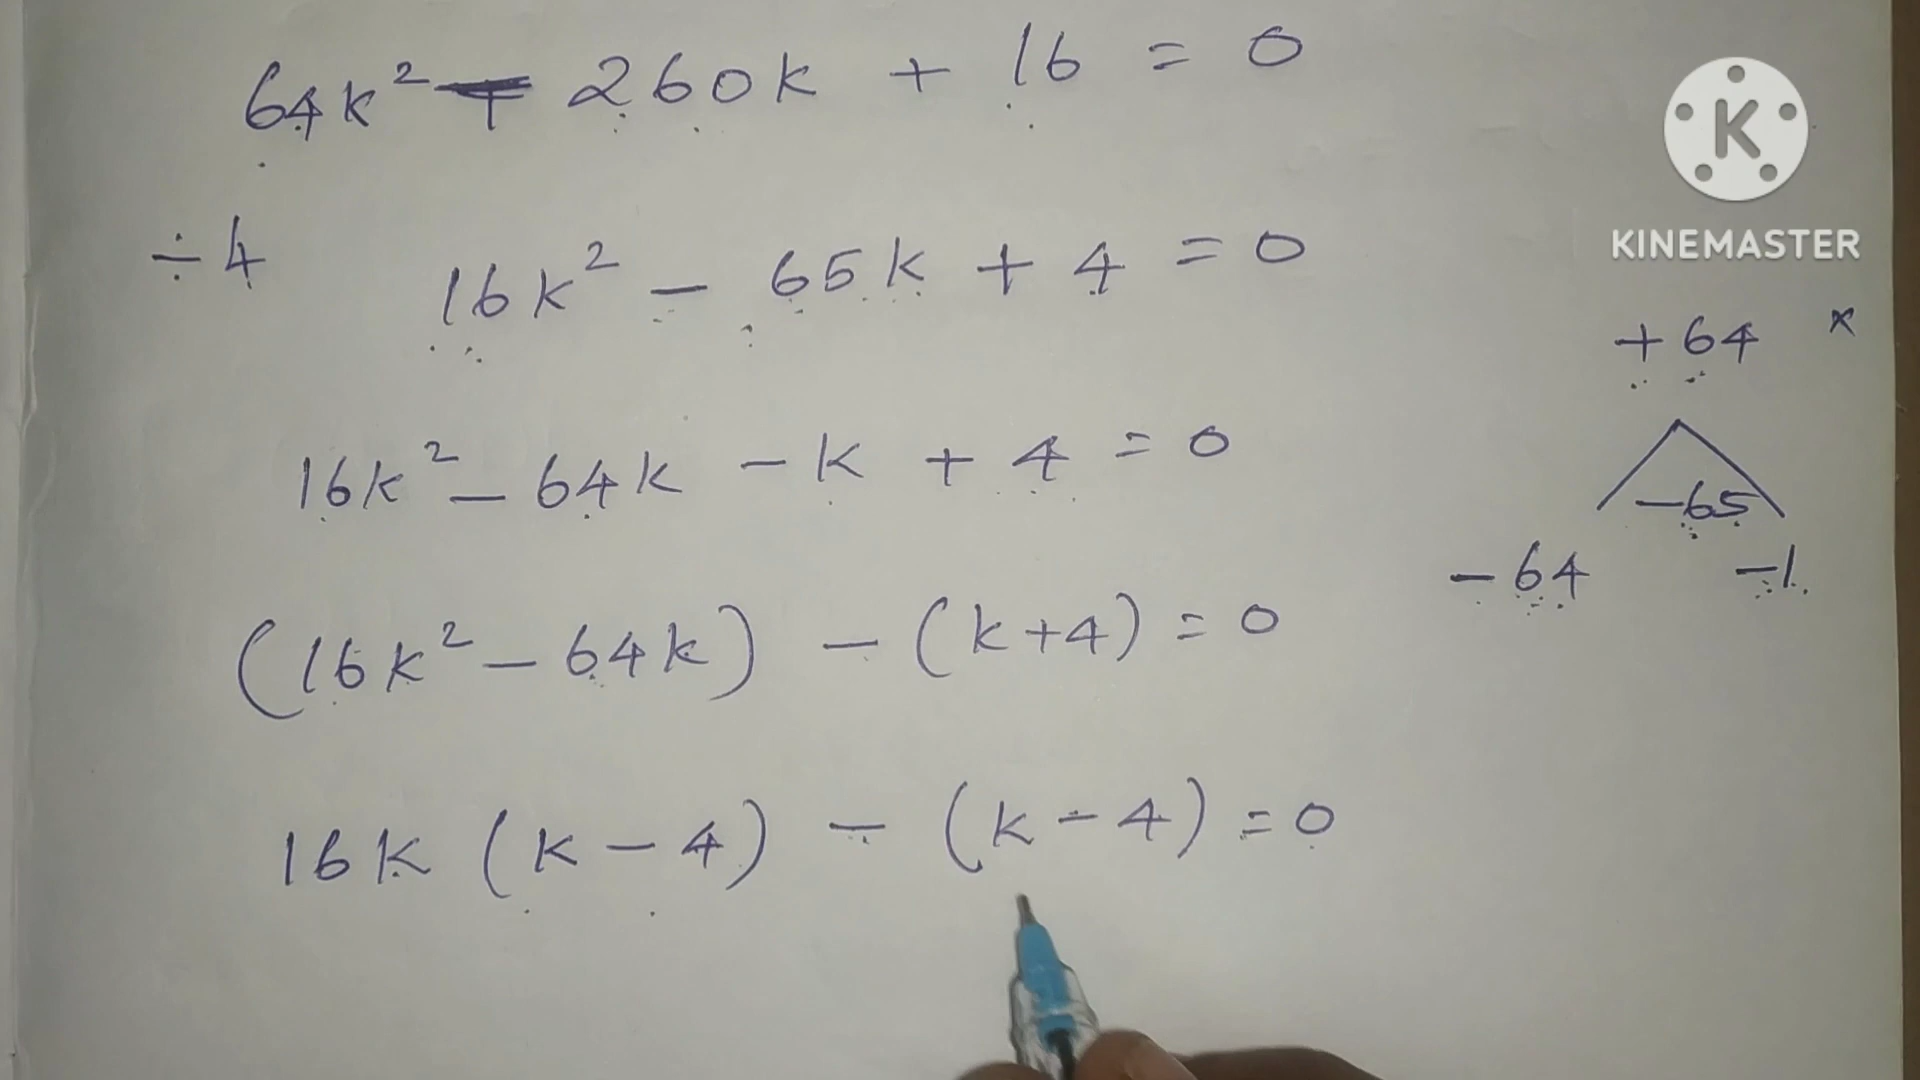 64k² - 260k + 16 = 0
K
KINEMASTER
÷4 16k² - 65k + 4 = 0
+64 ×
16k² - 64k - k + 4 = 0
-65
-64 -1
(16k² - 64k) - (k+4) = 0
16k (k - 4) - (k - 4) = 0